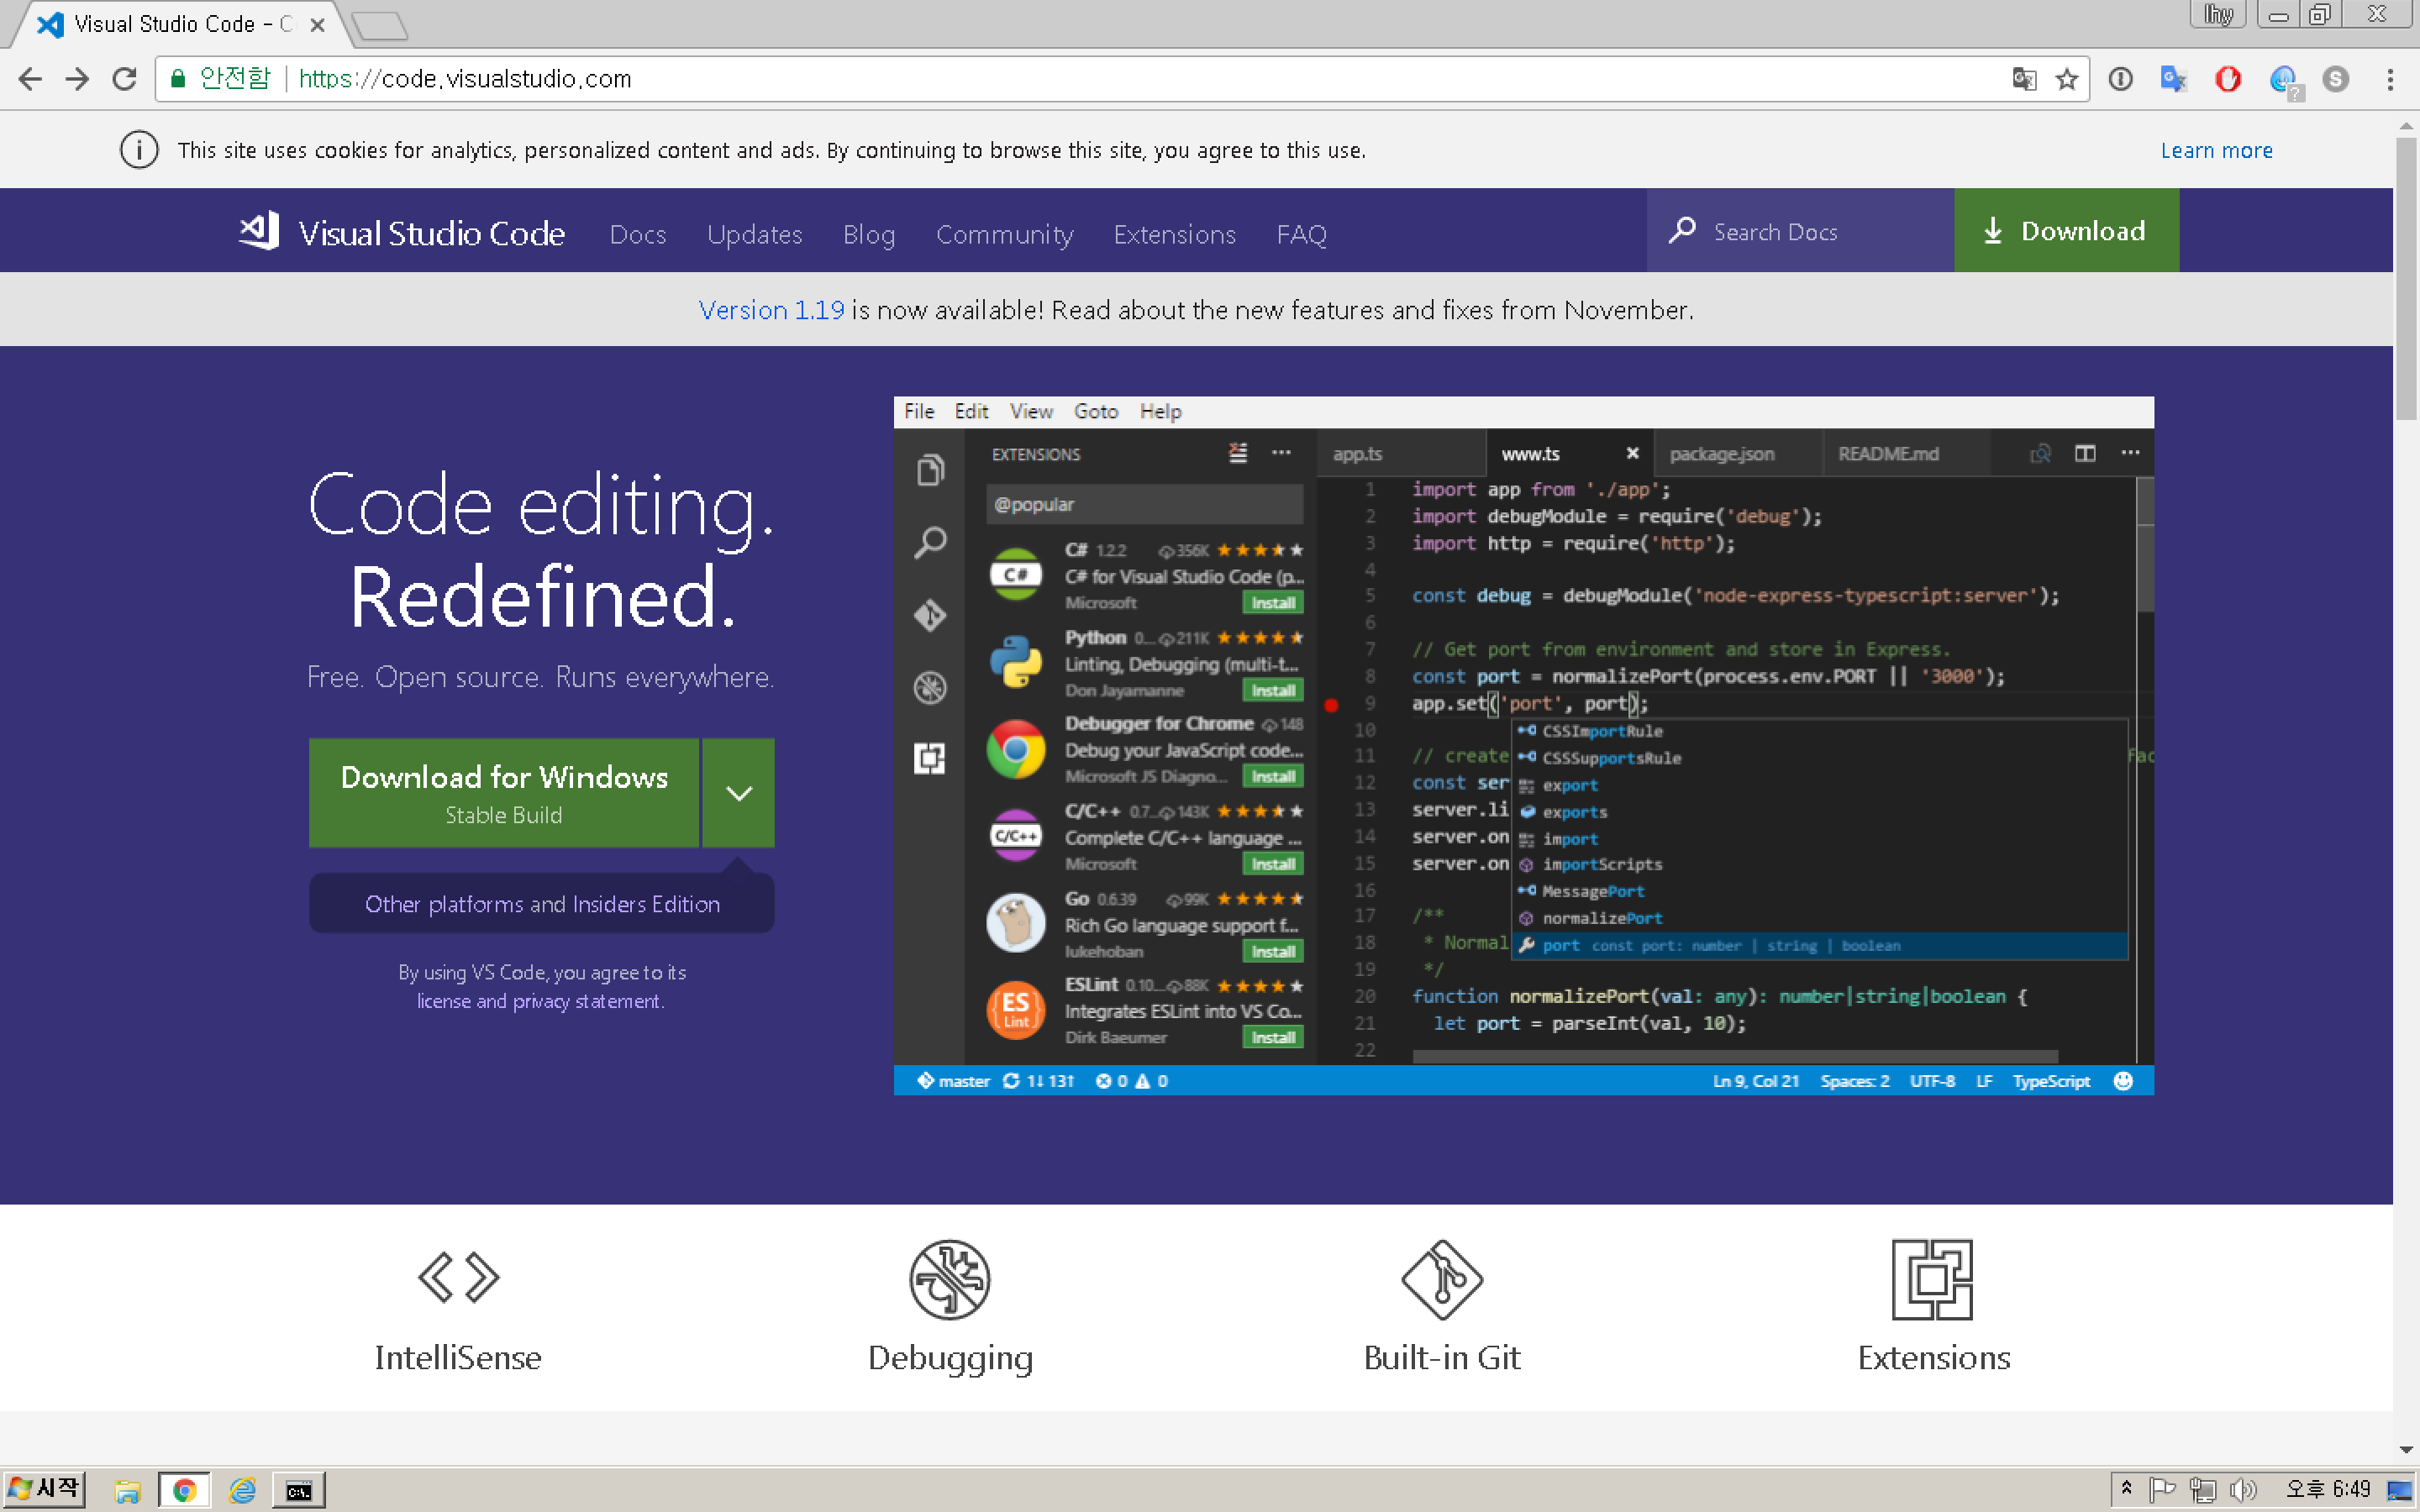 Visual Studio Code - C
lhy
안전함 | https://code.visualstudio.com
This site uses cookies for analytics, personalized content and ads. By continuing to browse this site, you agree to this use.
Learn more
Visual Studio Code
Docs
Updates
Blog
Community
Extensions
FAQ
Search Docs
Download
Version 1.19 is now available! Read about the new features and fixes from November.
Code editing.
Redefined.
Free. Open source. Runs everywhere.
Download for Windows
Stable Build
Other platforms and Insiders Edition
By using VS Code, you agree to its
license and privacy statement.
File Edit View Goto Help
EXTENSIONS
@popular
C# 1.2.2 356K
C# for Visual Studio Code (p...
Microsoft
Install
Python 0... 211K
Linting, Debugging (multi-t...
Don Jayamanne
Install
Debugger for Chrome 148
Debug your JavaScript code...
Microsoft JS Diagno...
Install
C/C++ 0.7... 143K
C/C++
Complete C/C++ language ...
Microsoft
Install
Go 0.6.39 99K
Rich Go language support f...
lukehoban
Install
ESLint 0.10... 88K
ES Lint
Integrates ESLint into VS Co...
Dirk Baeumer
Install
app.ts
www.ts
package.json
README.md
1 import app from './app';
2 import debugModule = require('debug');
3 import http = require('http');
4
5 const debug = debugModule('node-express-typescript:server');
6
7 // Get port from environment and store in Express.
8 const port = normalizePort(process.env.PORT || '3000');
9 app.set('port', port);
10
11 // create
12 const ser
13 server.li
14 server.on
15 server.on
16
17 /**
18 * Normal
19 */
20 function normalizePort(val: any): number|string|boolean {
21 let port = parseInt(val, 10);
22
CSSImportRule
CSSSupportsRule
export
exports
import
importScripts
MessagePort
normalizePort
port const port: number | string | boolean
master 1↓ 13↑ 0 0
Ln 9, Col 21 Spaces: 2 UTF-8 LF TypeScript
IntelliSense
Debugging
Built-in Git
Extensions
시작
오후 6:49